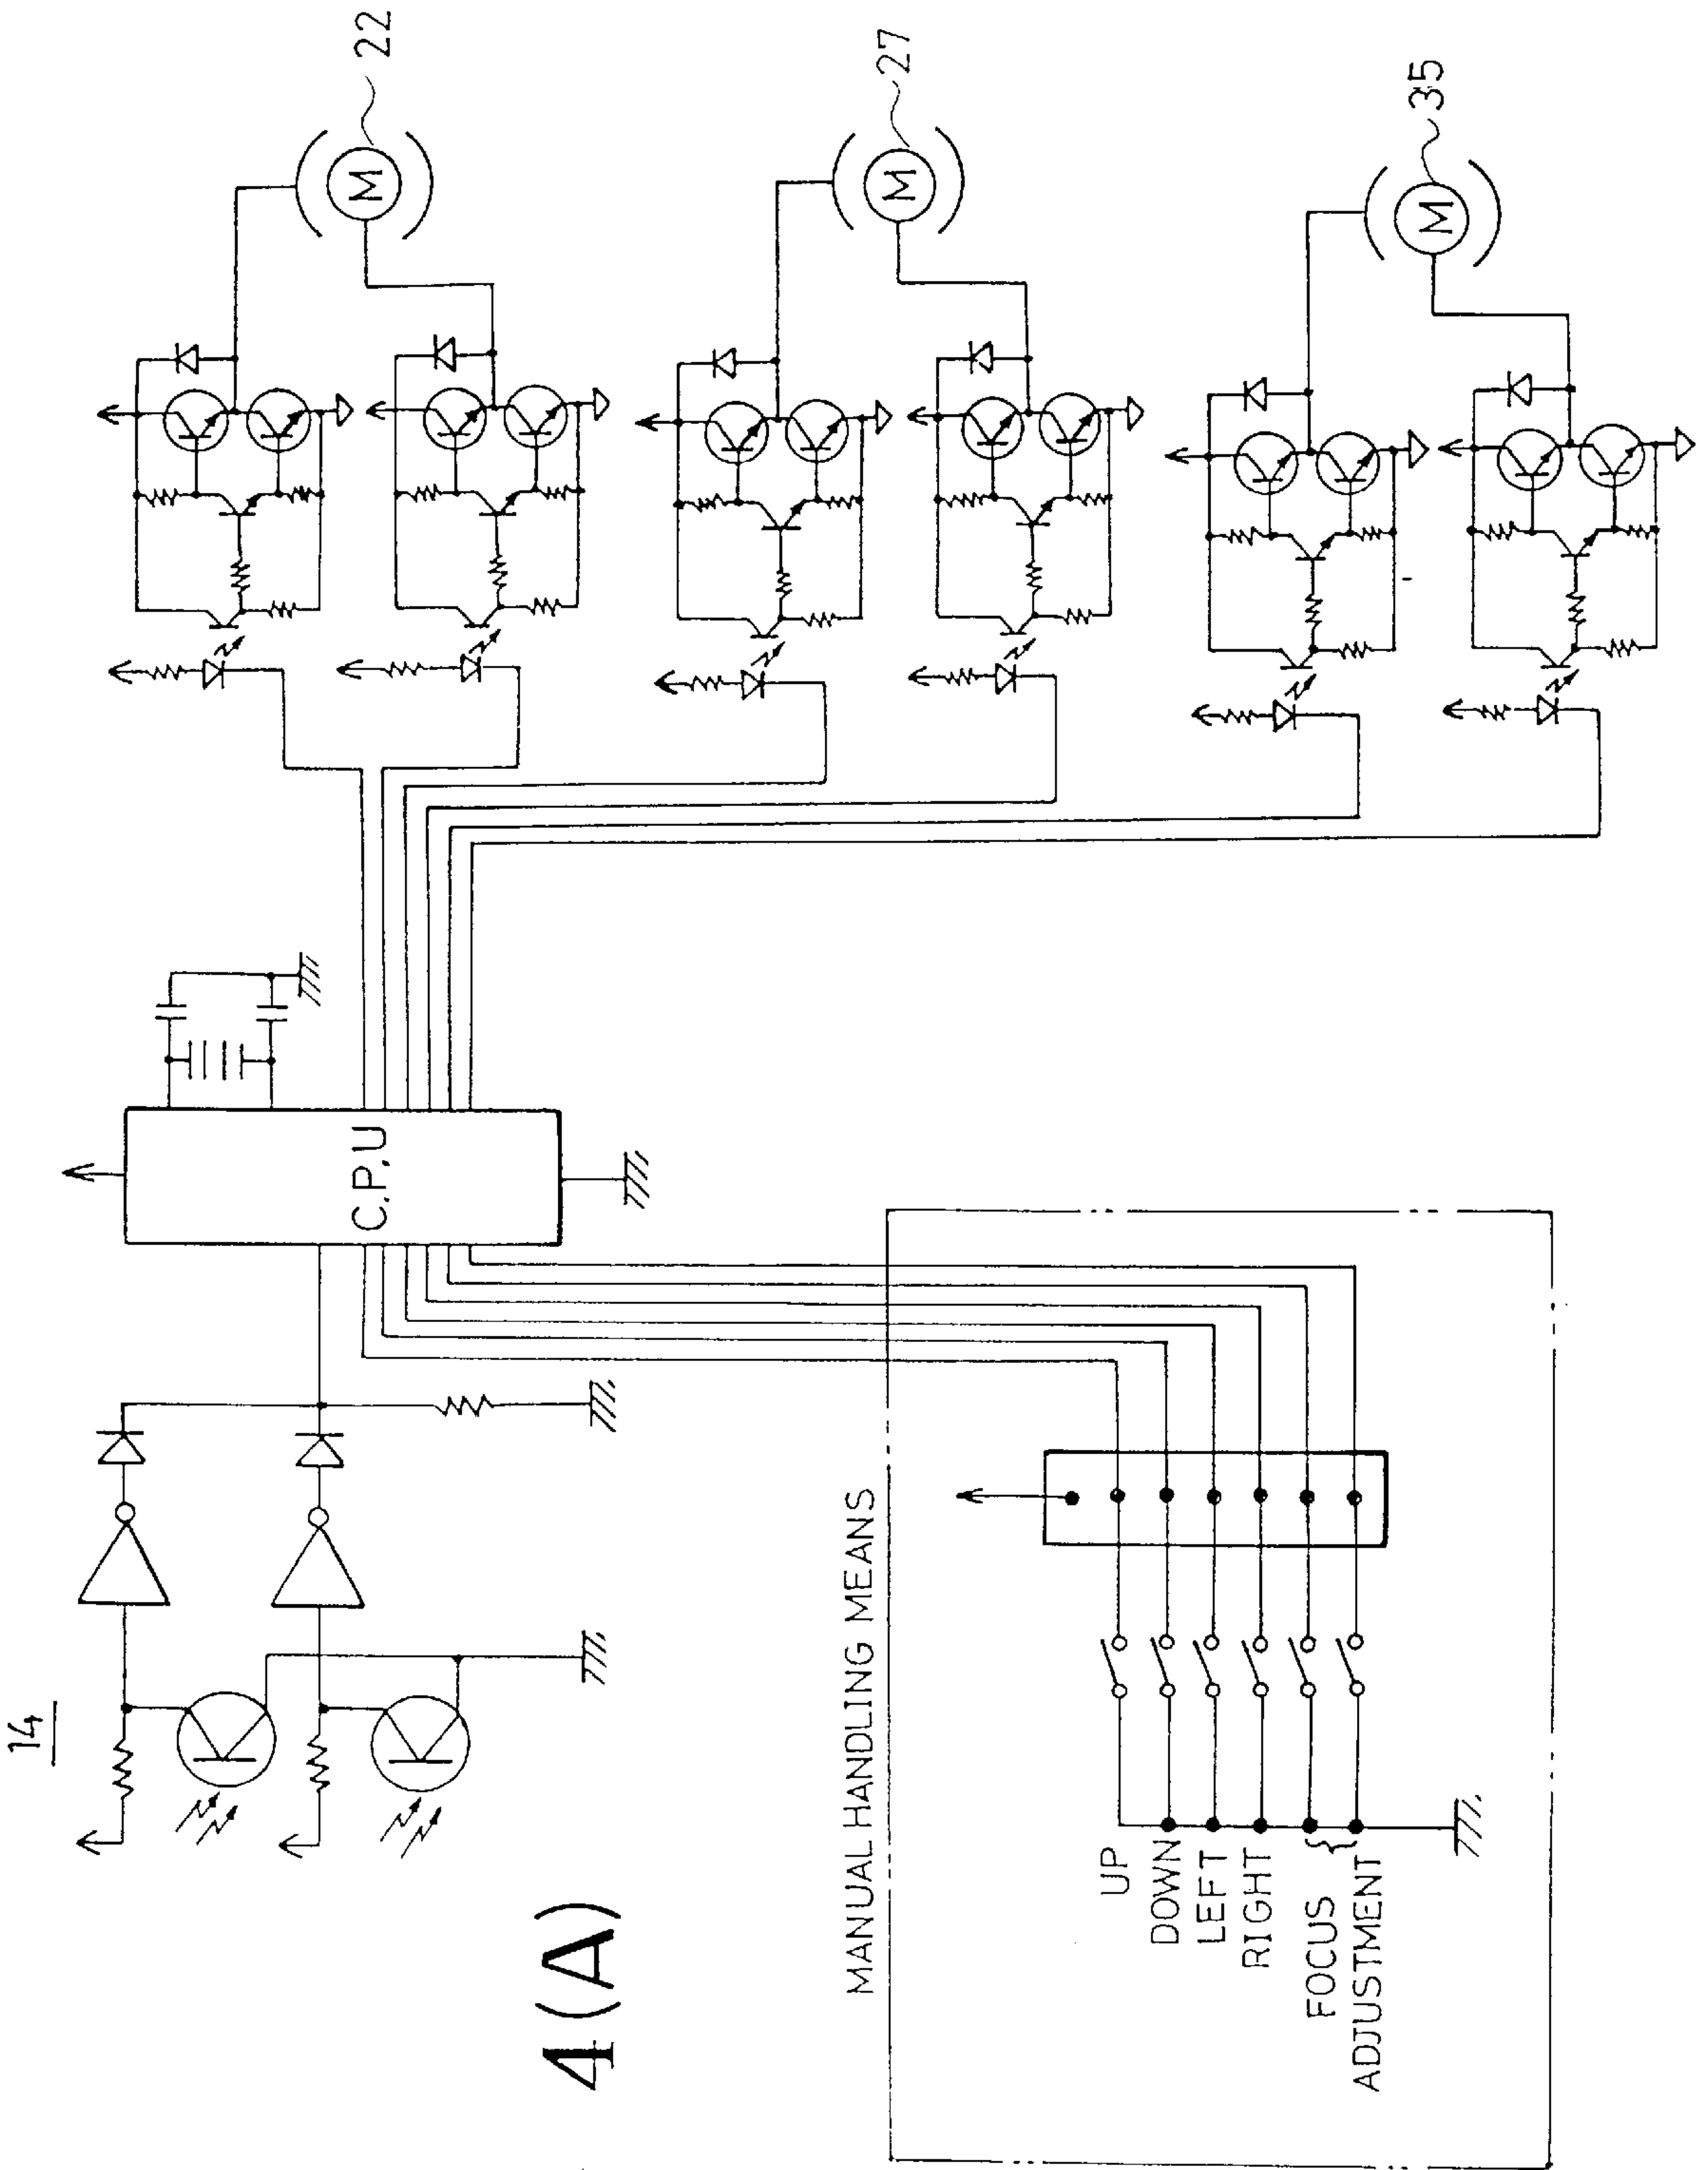 14
22
27
35
M
M
M
C.P.U
4(A)
MANUAL HANDLING MEANS
UP
DOWN
LEFT
RIGHT
FOCUS
ADJUSTMENT